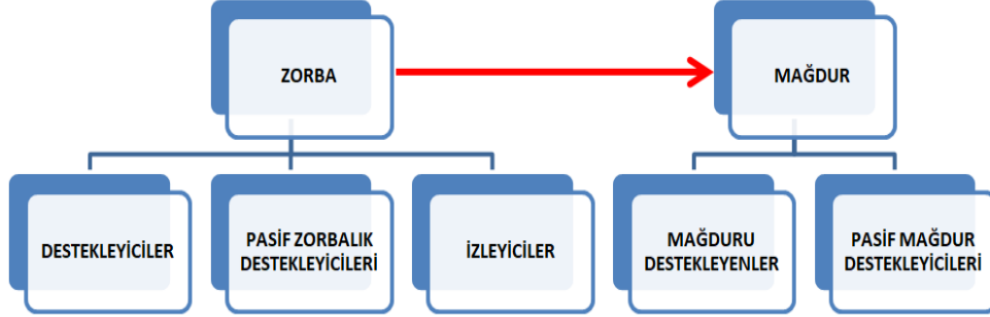 ZORBA
MAĞDUR
DESTEKLEYİCİLER
PASİF ZORBALIK
DESTEKLEYİCİLERİ
İZLEYİCİLER
MAĞDURU
DESTEKLEYENLER
PASİF MAĞDUR
DESTEKLEYİCİLERİ